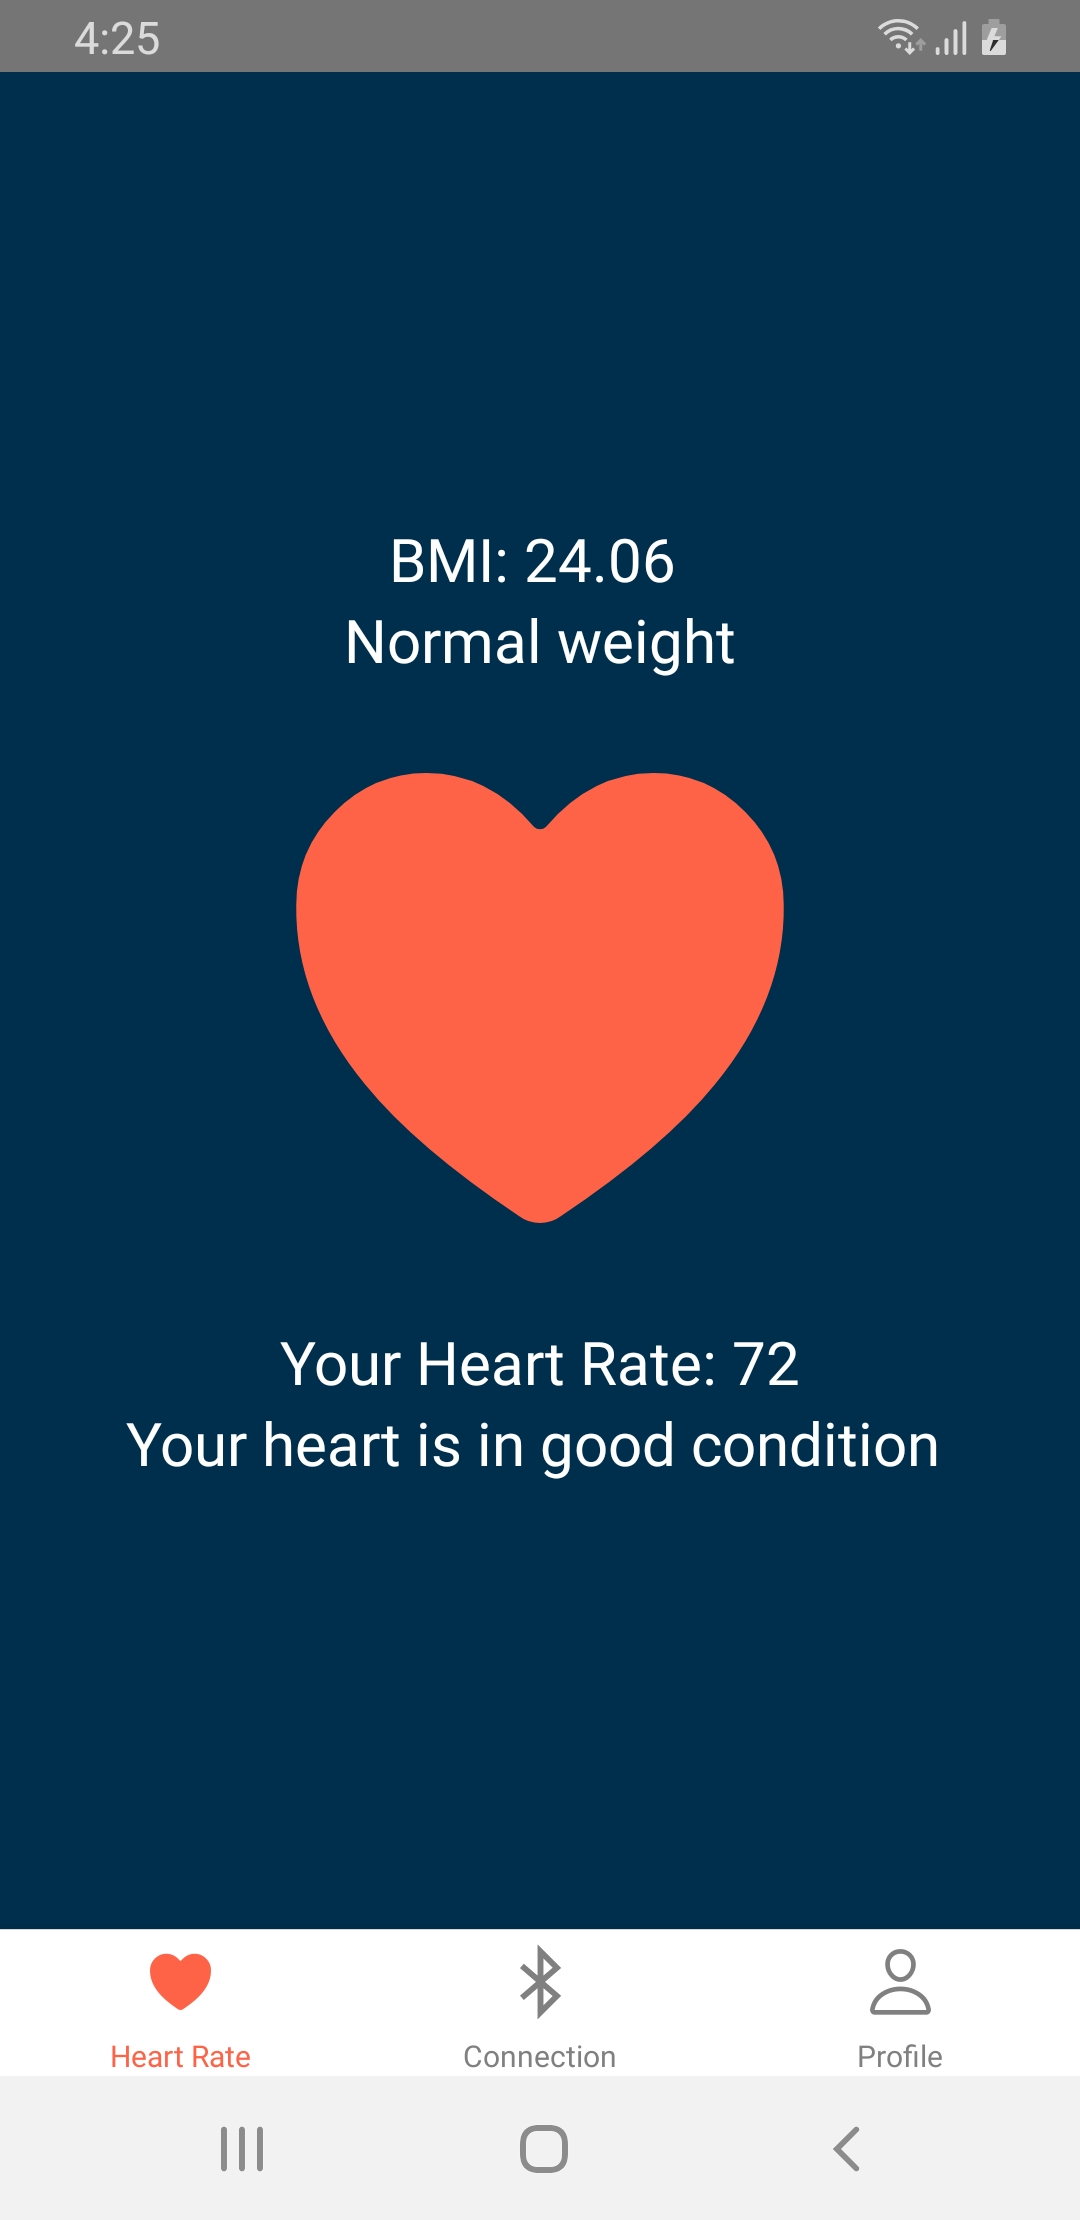 4:25
BMI: 24.06
Normal weight
Your Heart Rate: 72
Your heart is in good condition
Heart Rate
Connection
Profile